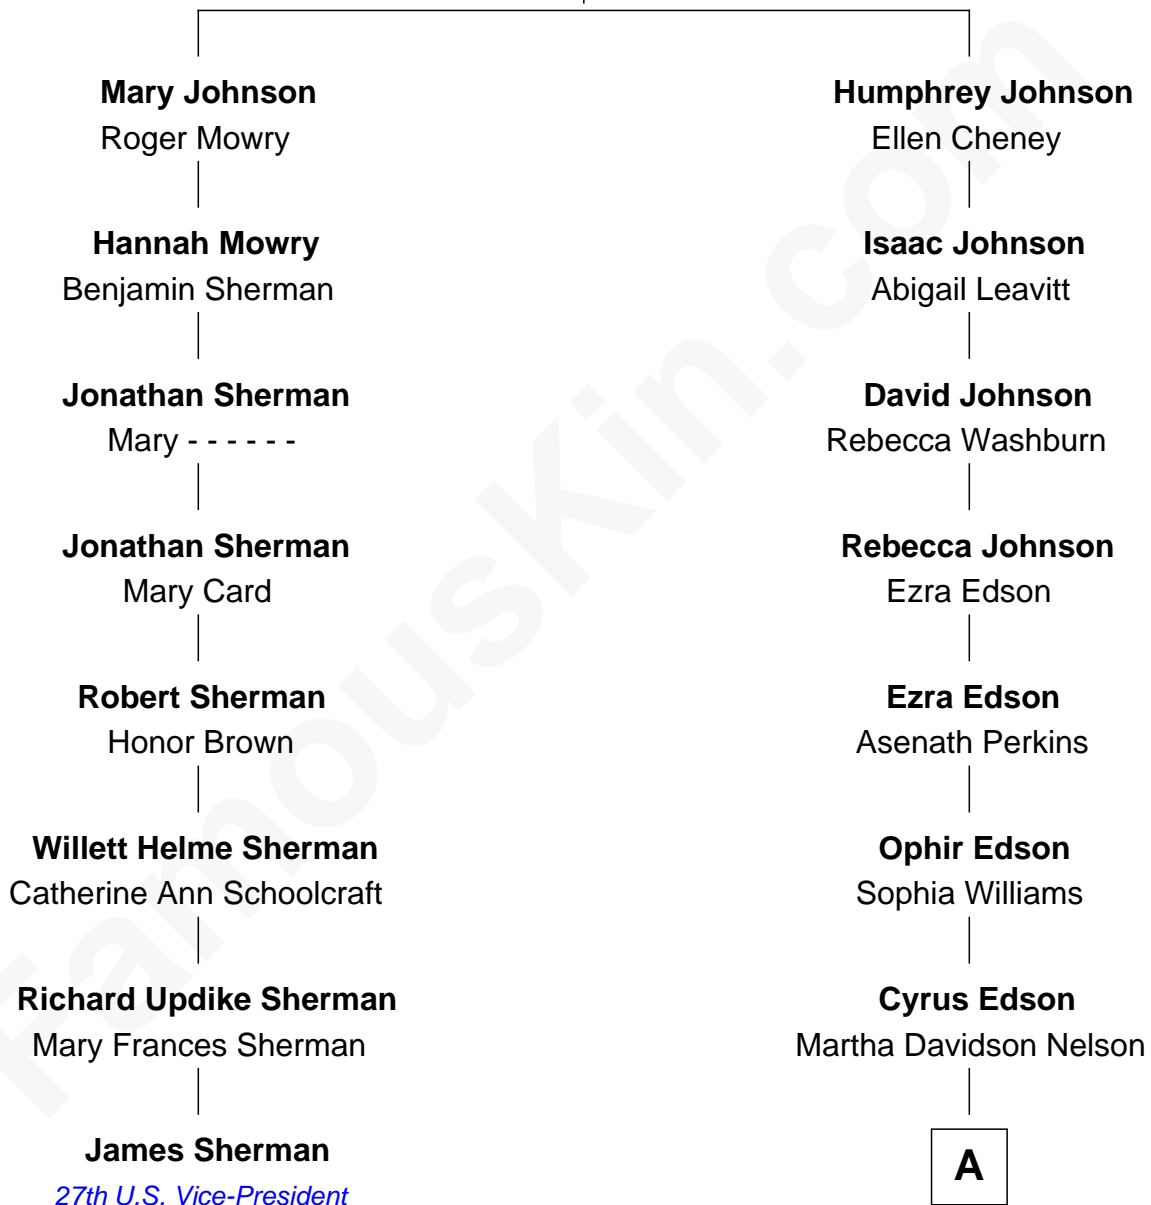 Mary Johnson
Roger Mowry
Hannah Mowry
Benjamin Sherman
Jonathan Sherman
Mary - - - - - -
Jonathan Sherman
Mary Card
Robert Sherman
Honor Brown
Willett Helme Sherman
Catherine Ann Schoolcraft
Richard Updike Sherman
Mary Frances Sherman
James Sherman
27th U.S. Vice-President
Humphrey Johnson
Ellen Cheney
Isaac Johnson
Abigail Leavitt
David Johnson
Rebecca Washburn
Rebecca Johnson
Ezra Edson
Ezra Edson
Asenath Perkins
Ophir Edson
Sophia Williams
Cyrus Edson
Martha Davidson Nelson
A
FamousKin.com